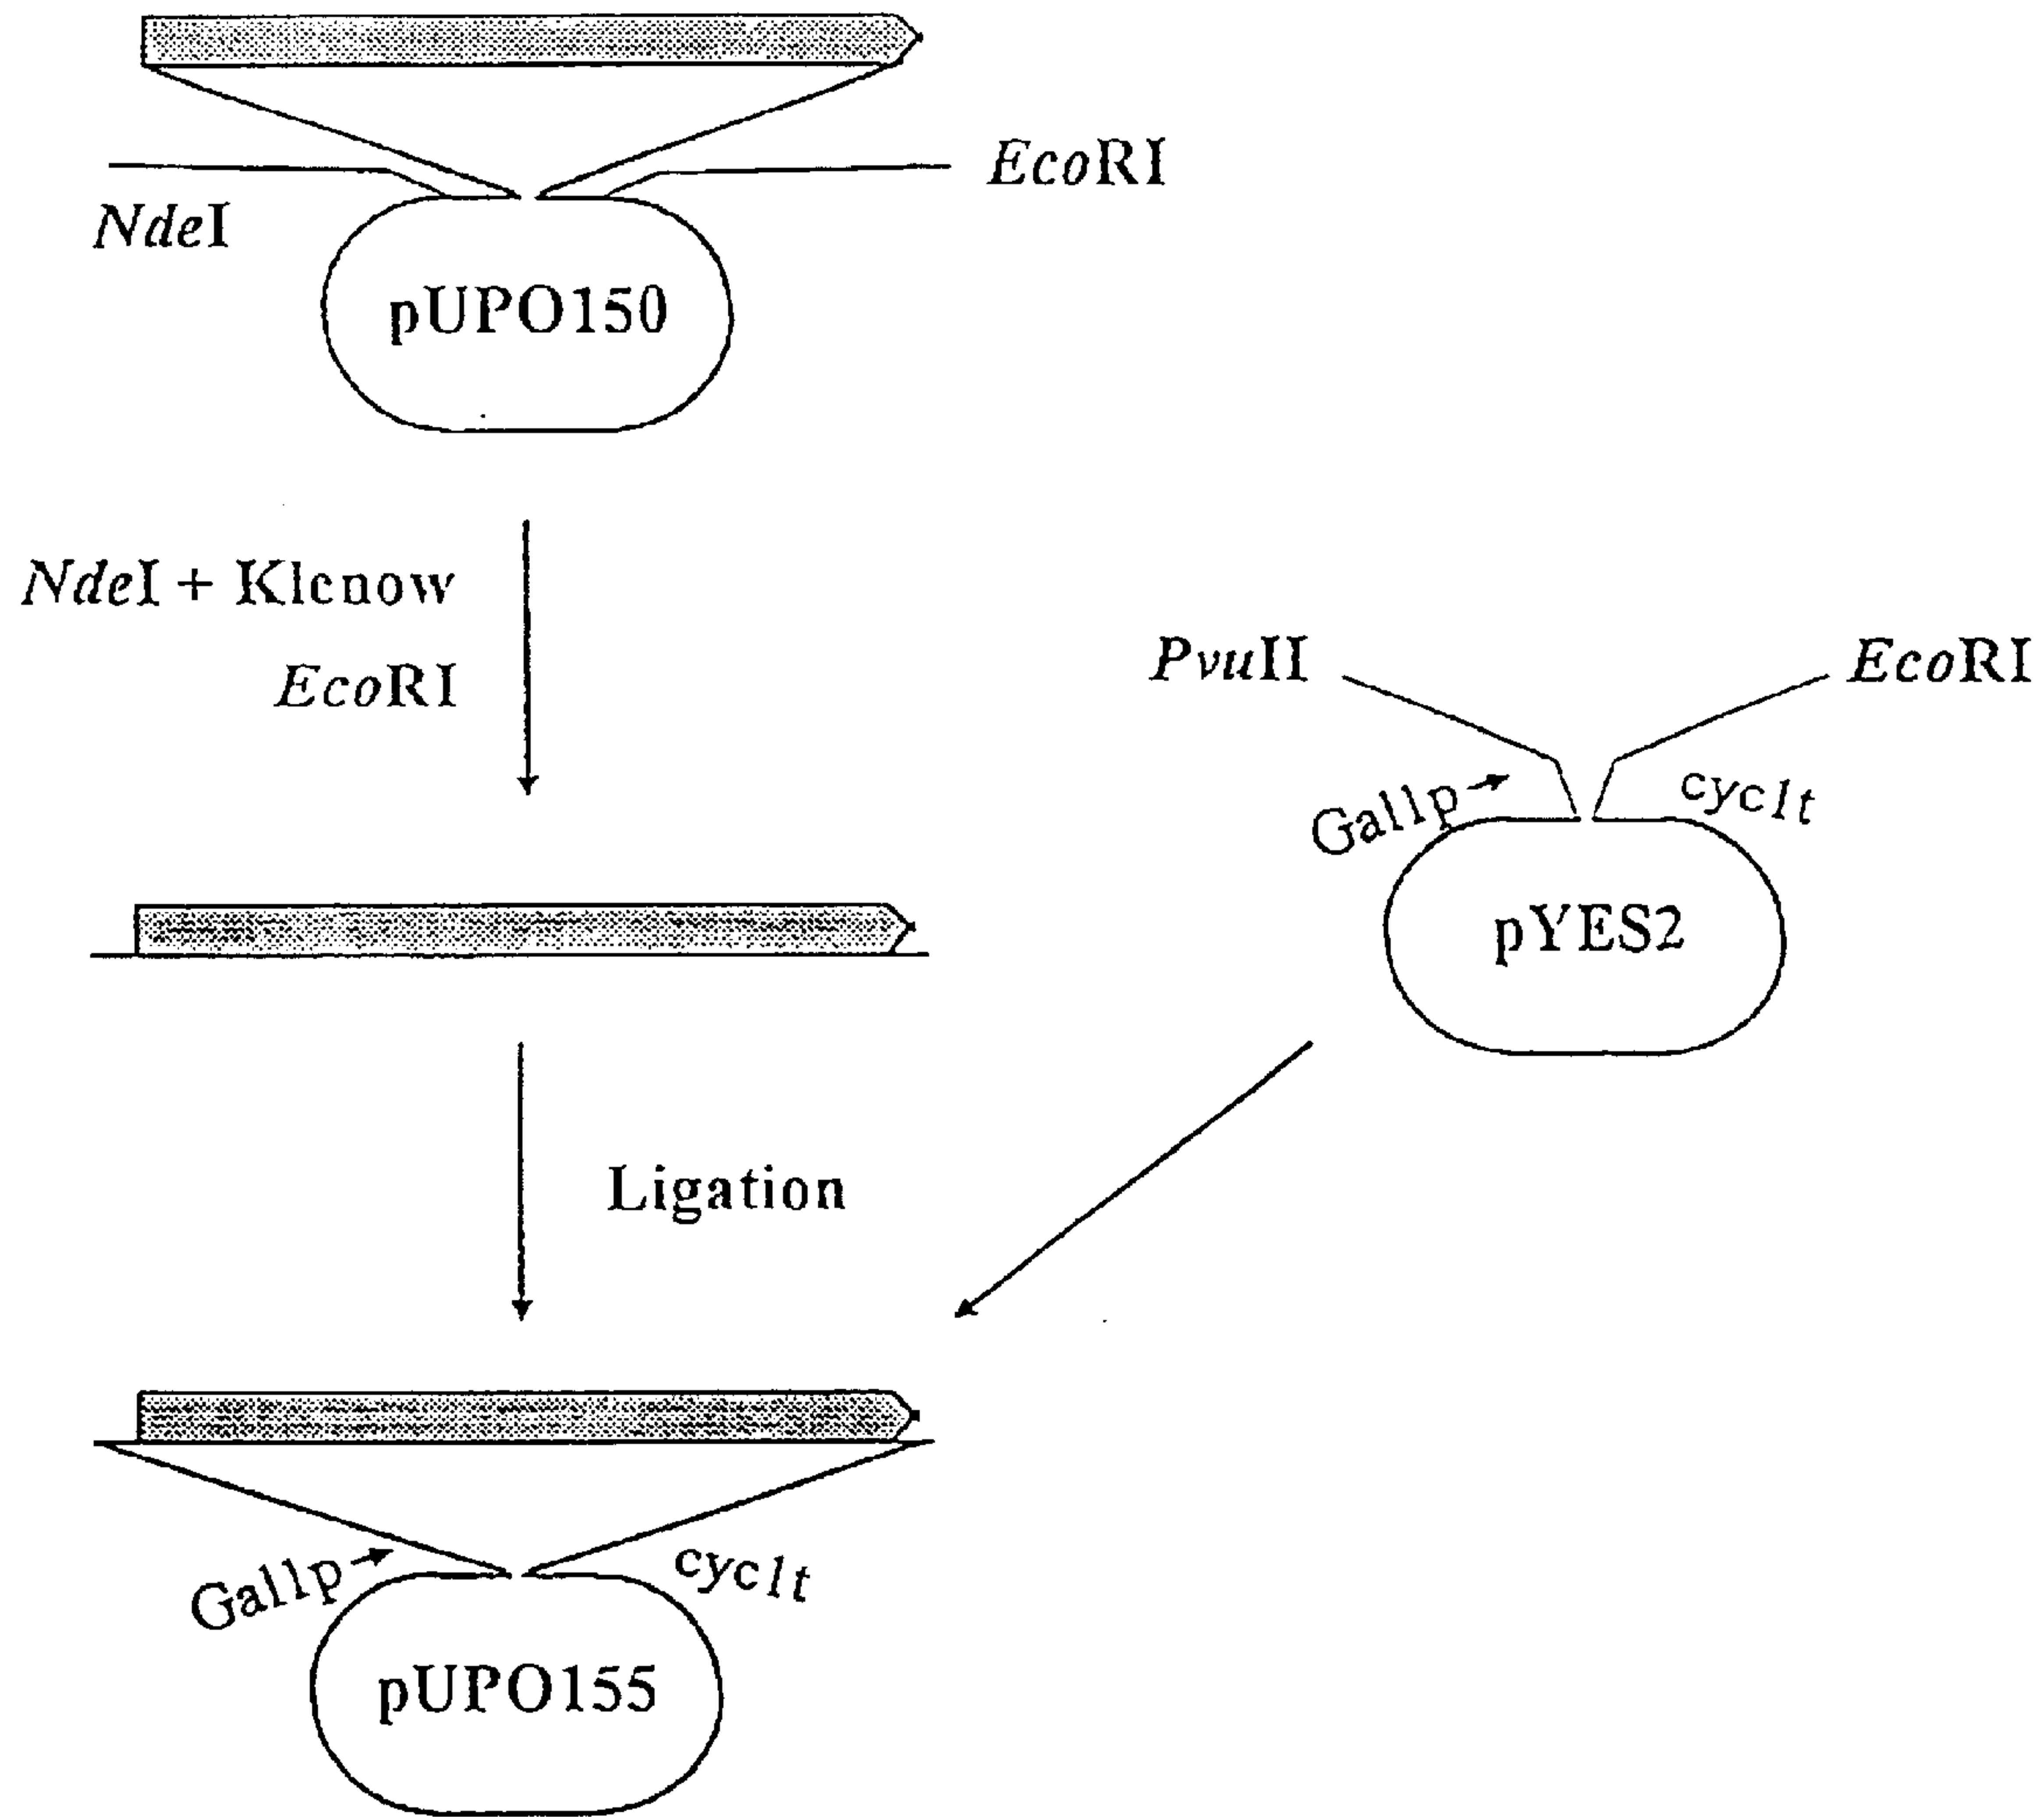 EcoRI
NdeI
pUPO150
NdeI + Klenow
EcoRI
PvuII
EcoRI
Gal1p
cyc1t
pYES2
Ligation
Gal1p
cyc1t
pUPO155